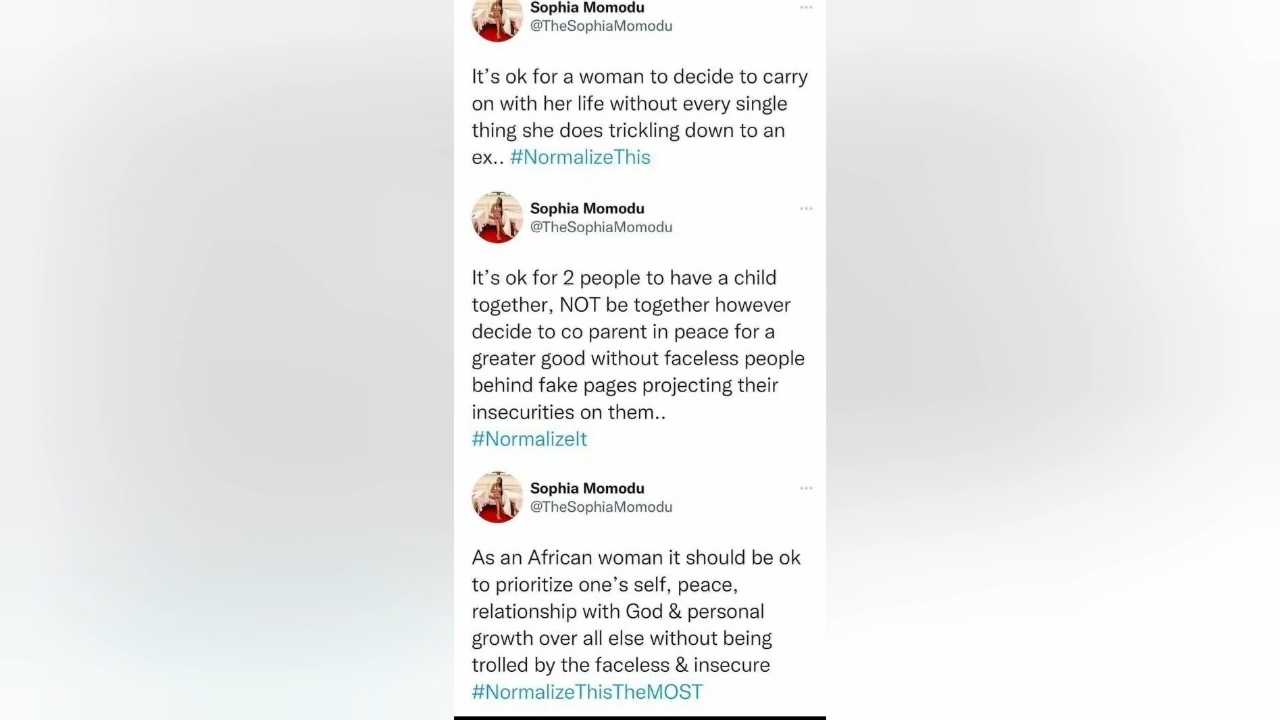 Sophia Momodu
@TheSophiaMomodu
It's ok for a woman to decide to carry
on with her life without every single
thing she does trickling down to an
ex.. #NormalizeThis
Sophia Momodu
@TheSophiaMomodu
It's ok for 2 people to have a child
together, NOT be together however
decide to co parent in peace for a
greater good without faceless people
behind fake pages projecting their
insecurities on them..
#NormalizeIt
Sophia Momodu
@TheSophiaMomodu
As an African woman it should be ok
to prioritize one's self, peace,
relationship with God & personal
growth over all else without being
trolled by the faceless & insecure
#NormalizeThisTheMOST